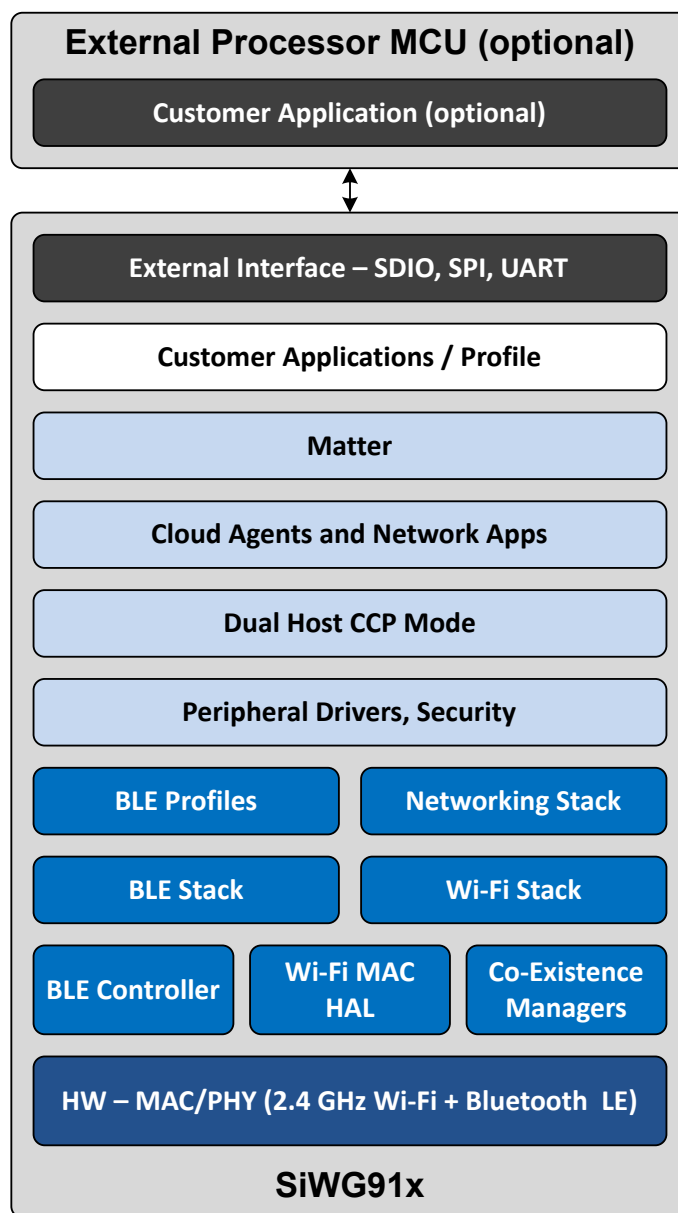 External Processor MCU (optional)
Customer Application (optional)
External Interface – SDIO, SPI, UART
Customer Applications / Profile
Matter
Cloud Agents and Network Apps
Dual Host CCP Mode
Peripheral Drivers, Security
BLE Profiles
Networking Stack
BLE Stack
Wi-Fi Stack
BLE Controller
Wi-Fi MAC
HAL
Co-Existence
Managers
HW – MAC/PHY (2.4 GHz Wi-Fi + Bluetooth LE)
SiWG91x